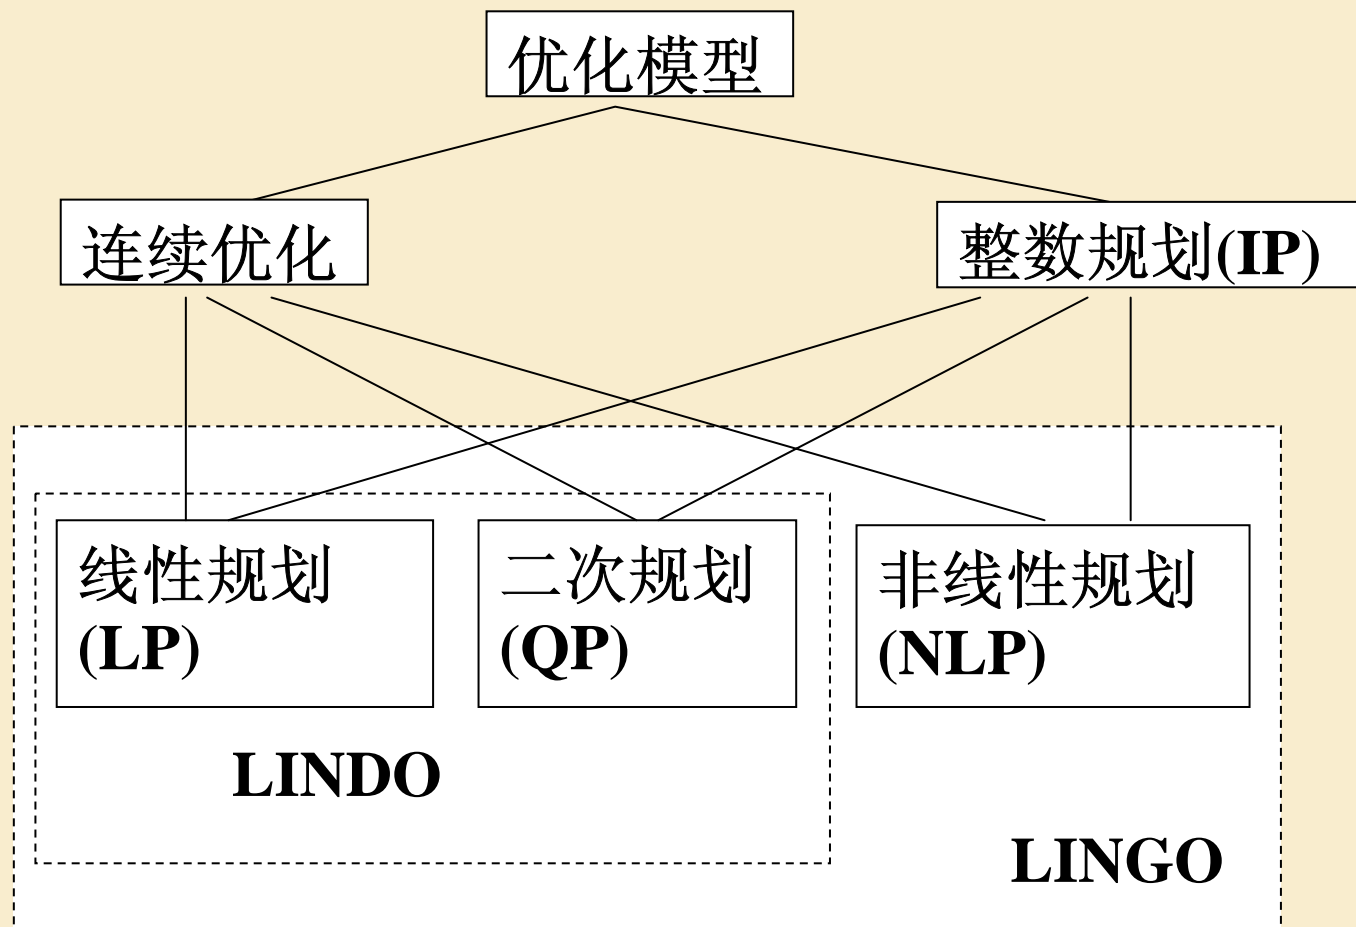 优化模型
连续优化
整数规划(IP)
线性规划
(LP)
二次规划
(QP)
非线性规划
(NLP)
LINDO
LINGO